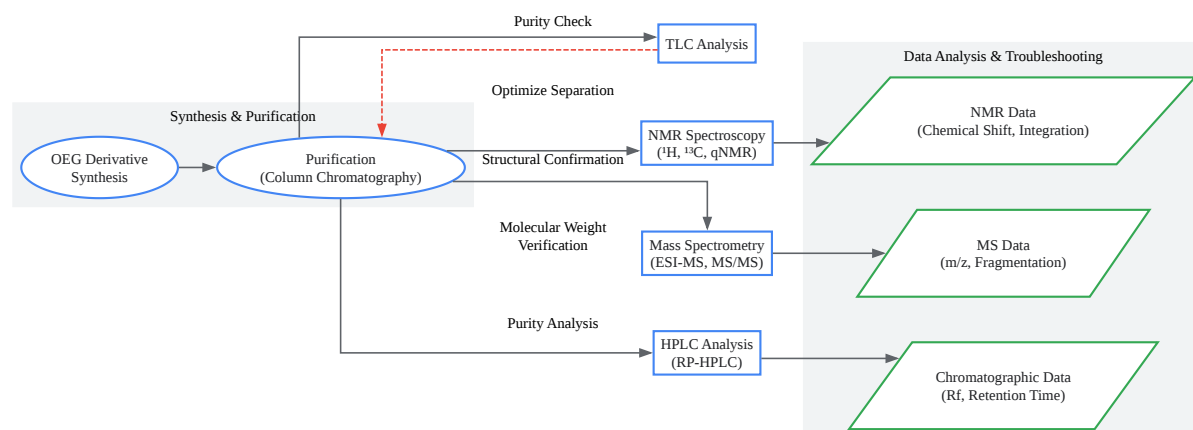 Purity Check
TLC Analysis
Data Analysis & Troubleshooting
Optimize Separation
Synthesis & Purification
NMR Data
(Chemical Shift, Integration)
OEG Derivative
Synthesis
Purification
(Column Chromatography)
Structural Confirmation
NMR Spectroscopy
(¹H, ¹³C, qNMR)
Molecular Weight
Verification
Mass Spectrometry
(ESI-MS, MS/MS)
MS Data
(m/z, Fragmentation)
Purity Analysis
HPLC Analysis
(RP-HPLC)
Chromatographic Data
(Rf, Retention Time)